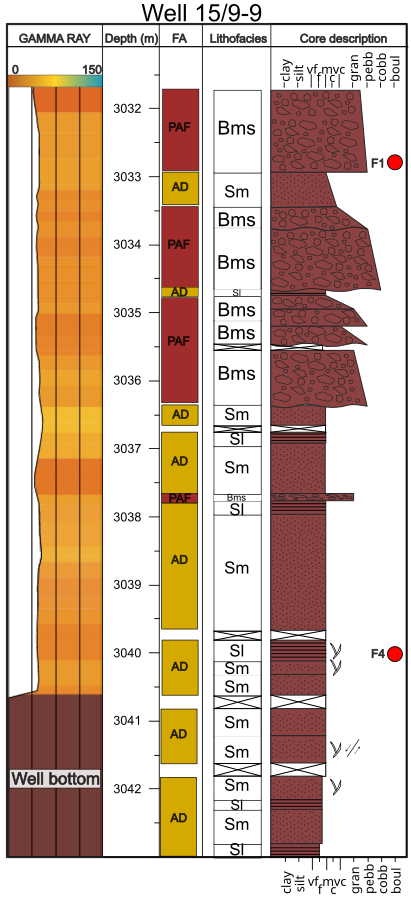 Well 15/9-9
GAMMA RAY Depth (m) FA Lithofacies Core description
0 150
clay silt vf f m c vc gran pebb cobb boul
3032
PAF Bms
F1
3033
AD Sm
Bms
3034
PAF Bms
AD Sl
3035
Bms
PAF Bms
3036
Bms
AD Sm
3037
Sl
AD Sm
PAF Bms
3038
Sl
AD Sm
3039
3040
Sl F4
AD Sm
Sm
3041
Sm
AD Sm
Well bottom
3042
Sm
Sl
AD Sm
Sl
clay silt vf f m c vc gran pebb cobb boul